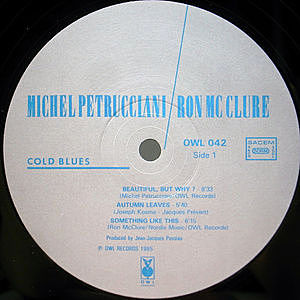 MICHEL PETRUCCIANI RON MC CLURE
OWL 042
Side 1
SACEM
COLD BLUES
BEAUTIFUL, BUT WHY ? - 8'33
(Michel Petrucciani / OWL Records)
AUTUMN LEAVES - 5'40
(Joseph Kosma - Jacques Prévert)
SOMETHING LIKE THIS - 6'15
(Ron McClure/Nordis Music/OWL Records)
Produced by Jean-Jacques Pussiau
℗ OWL RECORDS 1985
OWL